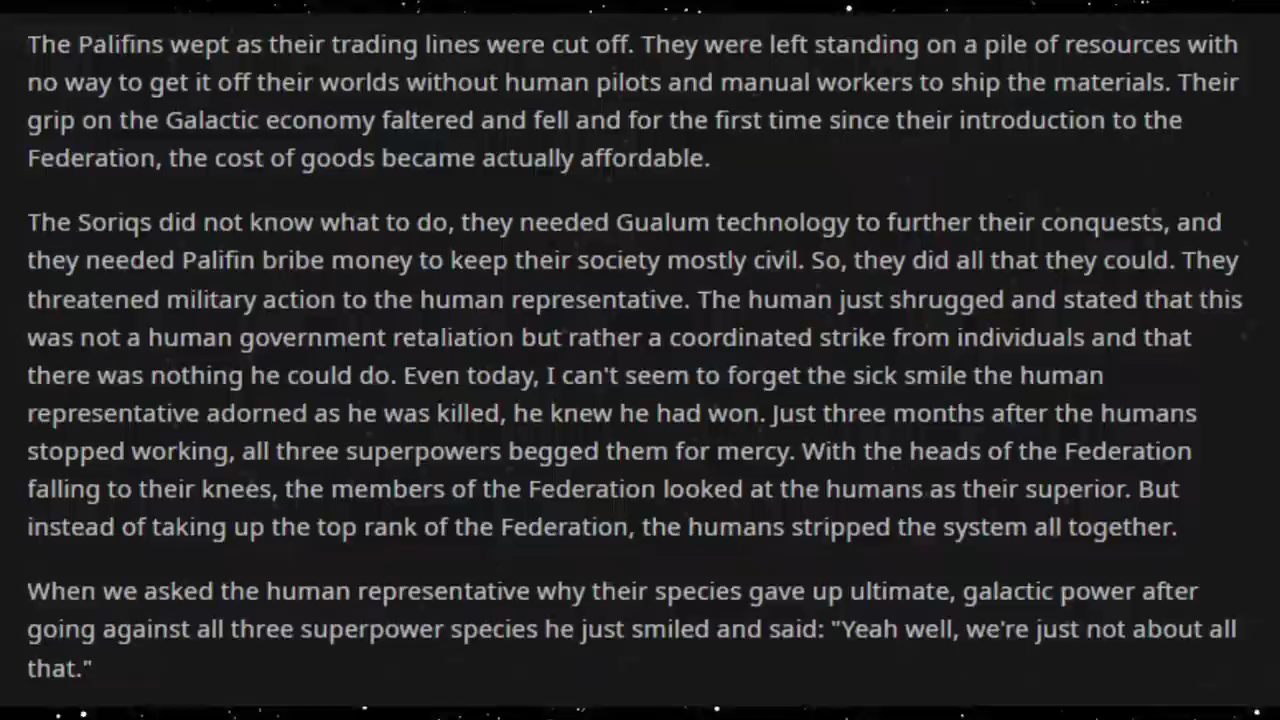 The Palifins wept as their trading lines were cut off. They were left standing on a pile of resources with
no way to get it off their worlds without human pilots and manual workers to ship the materials. Their
grip on the Galactic economy faltered and fell and for the first time since their introduction to the
Federation, the cost of goods became actually affordable.
The Soriqs did not know what to do, they needed Gualum technology to further their conquests, and
they needed Palifin bribe money to keep their society mostly civil. So, they did all that they could. They
threatened military action to the human representative. The human just shrugged and stated that this
was not a human government retaliation but rather a coordinated strike from individuals and that
there was nothing he could do. Even today, I can't seem to forget the sick smile the human
representative adorned as he was killed, he knew he had won. Just three months after the humans
stopped working, all three superpowers begged them for mercy. With the heads of the Federation
falling to their knees, the members of the Federation looked at the humans as their superior. But
instead of taking up the top rank of the Federation, the humans stripped the system all together.
When we asked the human representative why their species gave up ultimate, galactic power after
going against all three superpower species he just smiled and said: "Yeah well, we're just not about all
that."